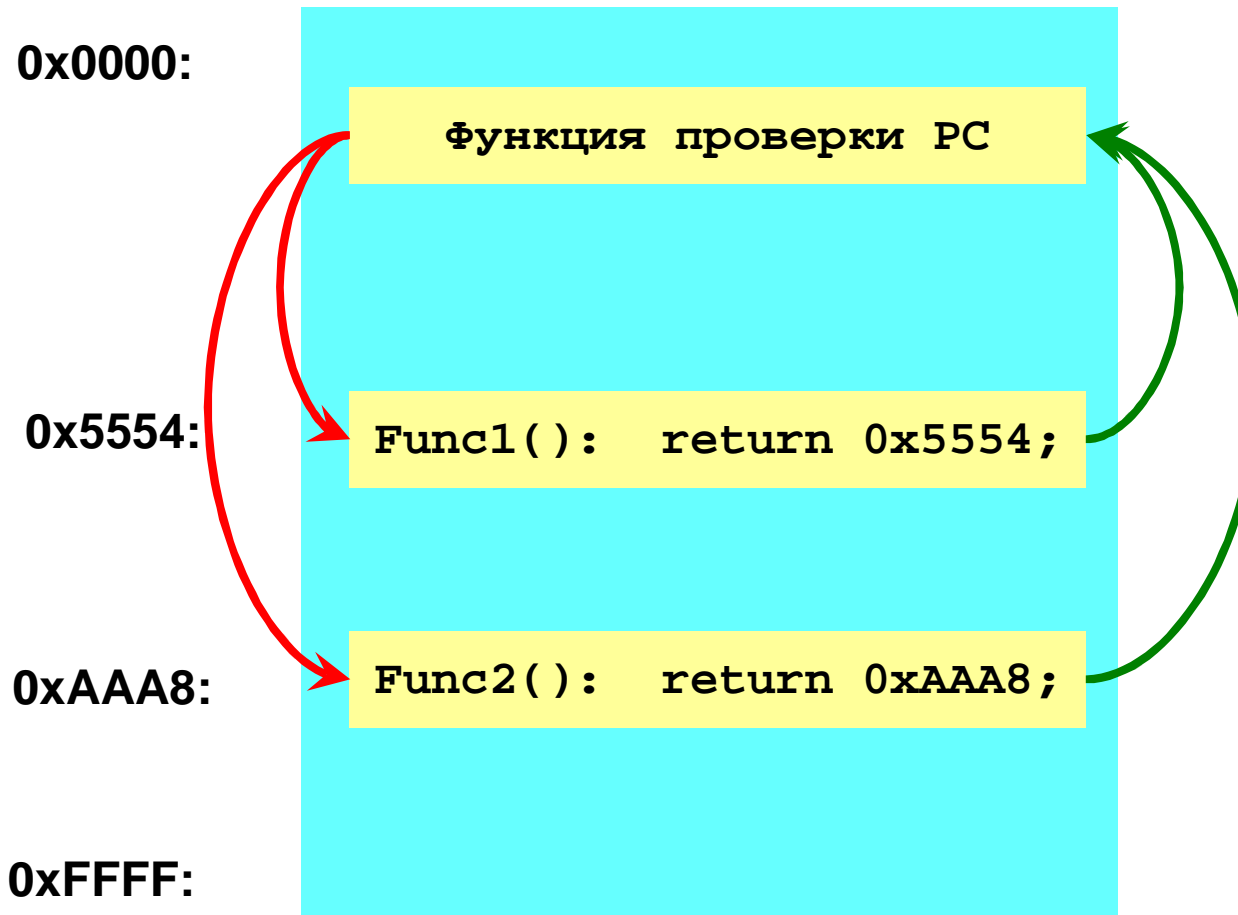 0x0000:
Функция проверки PC
0x5554:
Func1(): return 0x5554;
0xAAA8:
Func2(): return 0xAAA8;
0xFFFF: